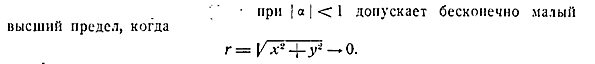 при |α| < 1 допускает бесконечно малый
высший предел, когда
r = √x² + y² → 0.